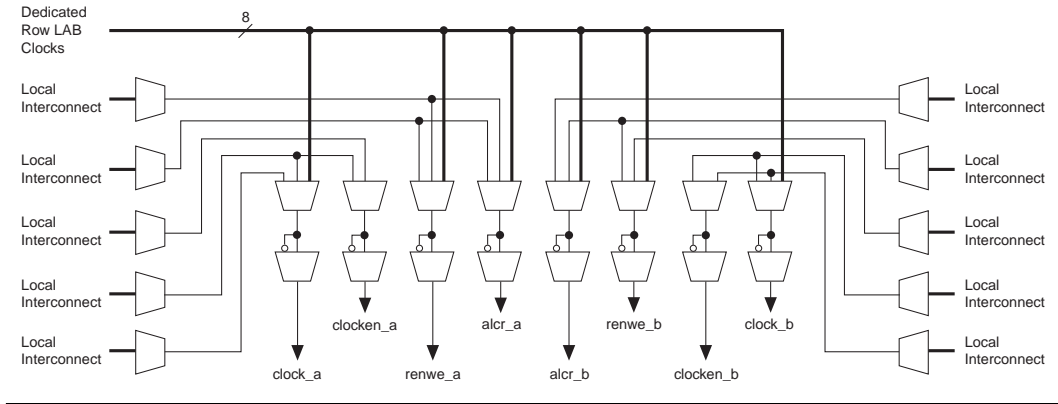 Dedicated
Row LAB
Clocks
8
Local
Interconnect
Local
Interconnect
Local
Interconnect
Local
Interconnect
Local
Interconnect
Local
Interconnect
Local
Interconnect
Local
Interconnect
Local
Interconnect
Local
Interconnect
clocken_a
alcr_a
renwe_b
clock_b
clock_a
renwe_a
alcr_b
clocken_b